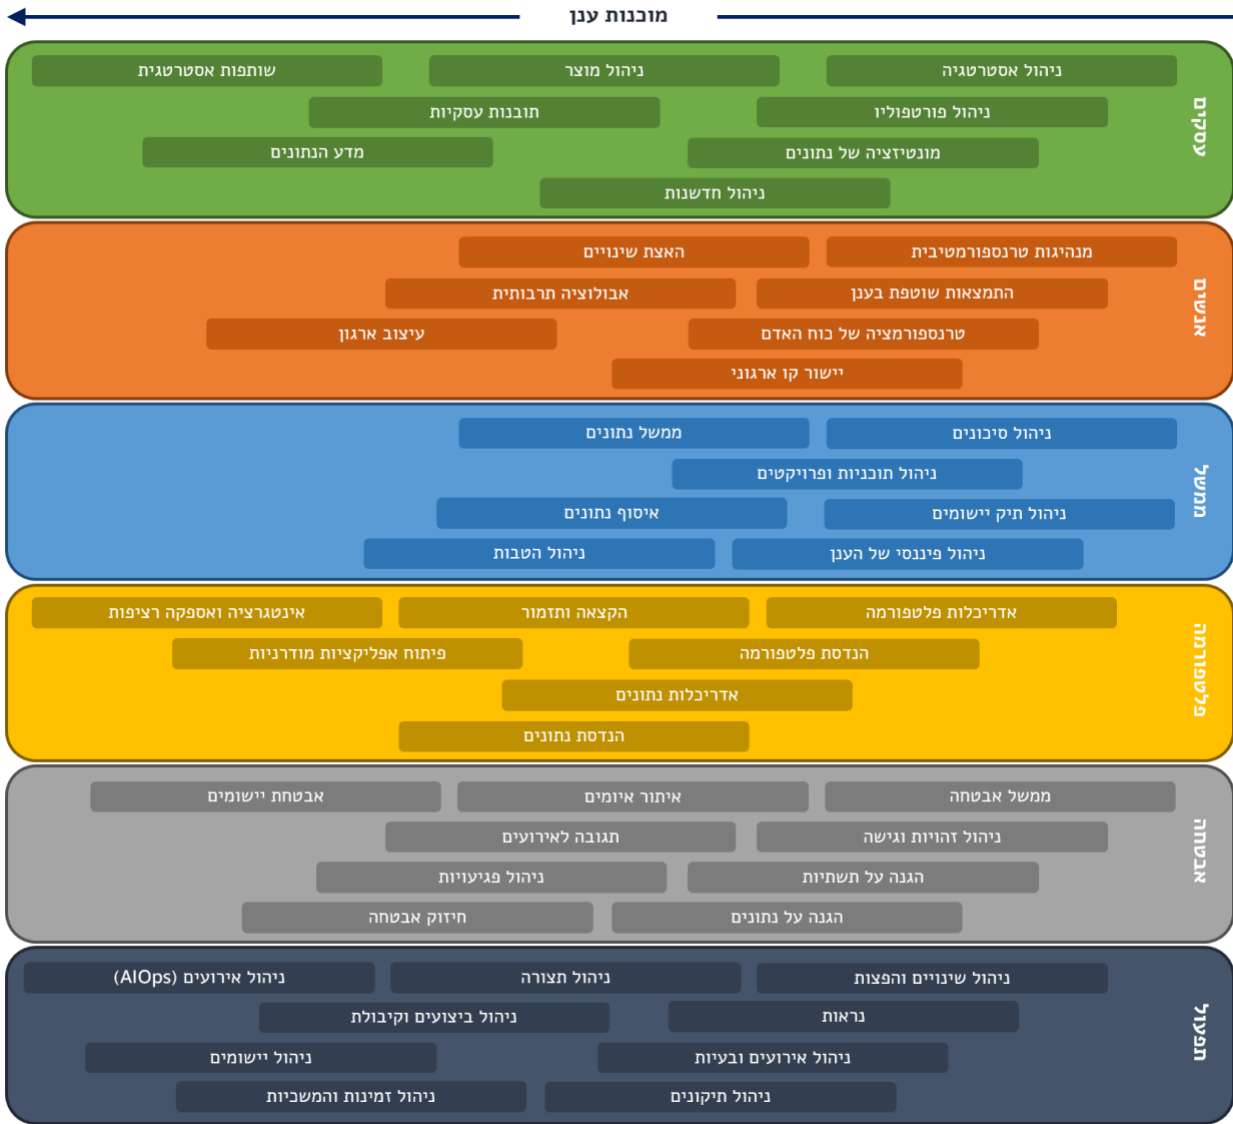 מוכנות ענן
עסקים
ניהול אסטרטגיה
ניהול מוצר
שותפות אסטרטגית
ניהול פורטפוליו
תובנות עסקיות
מונטיזציה של נתונים
מדע הנתונים
ניהול חדשנות
אנשים
מנהיגות טרנספורמטיבית
האצת שינויים
התמצאות שוטפת בענן
אבולוציה תרבותית
טרנספורמציה של כוח האדם
עיצוב ארגון
יישור קו ארגוני
ממשל
ניהול סיכונים
ממשל נתונים
ניהול תוכניות ופרויקטים
ניהול תיק יישומים
איסוף נתונים
ניהול פיננסי של הענן
ניהול הטבות
פלטפורמה
אדריכלות פלטפורמה
הקצאה ותזמור
אינטגרציה ואספקה רציפות
הנדסת פלטפורמה
פיתוח אפליקציות מודרניות
אדריכלות נתונים
הנדסת נתונים
אבטחה
ממשל אבטחה
איתור איומים
אבטחת יישומים
ניהול זהויות וגישה
תגובה לאירועים
הגנה על תשתיות
ניהול פגיעויות
הגנה על נתונים
חיזוק אבטחה
תפעול
ניהול שינויים והפצות
ניהול תצורה
ניהול אירועים (AIOps)
נראות
ניהול ביצועים וקיבולת
ניהול אירועים ובעיות
ניהול יישומים
ניהול תיקונים
ניהול זמינות והמשכיות